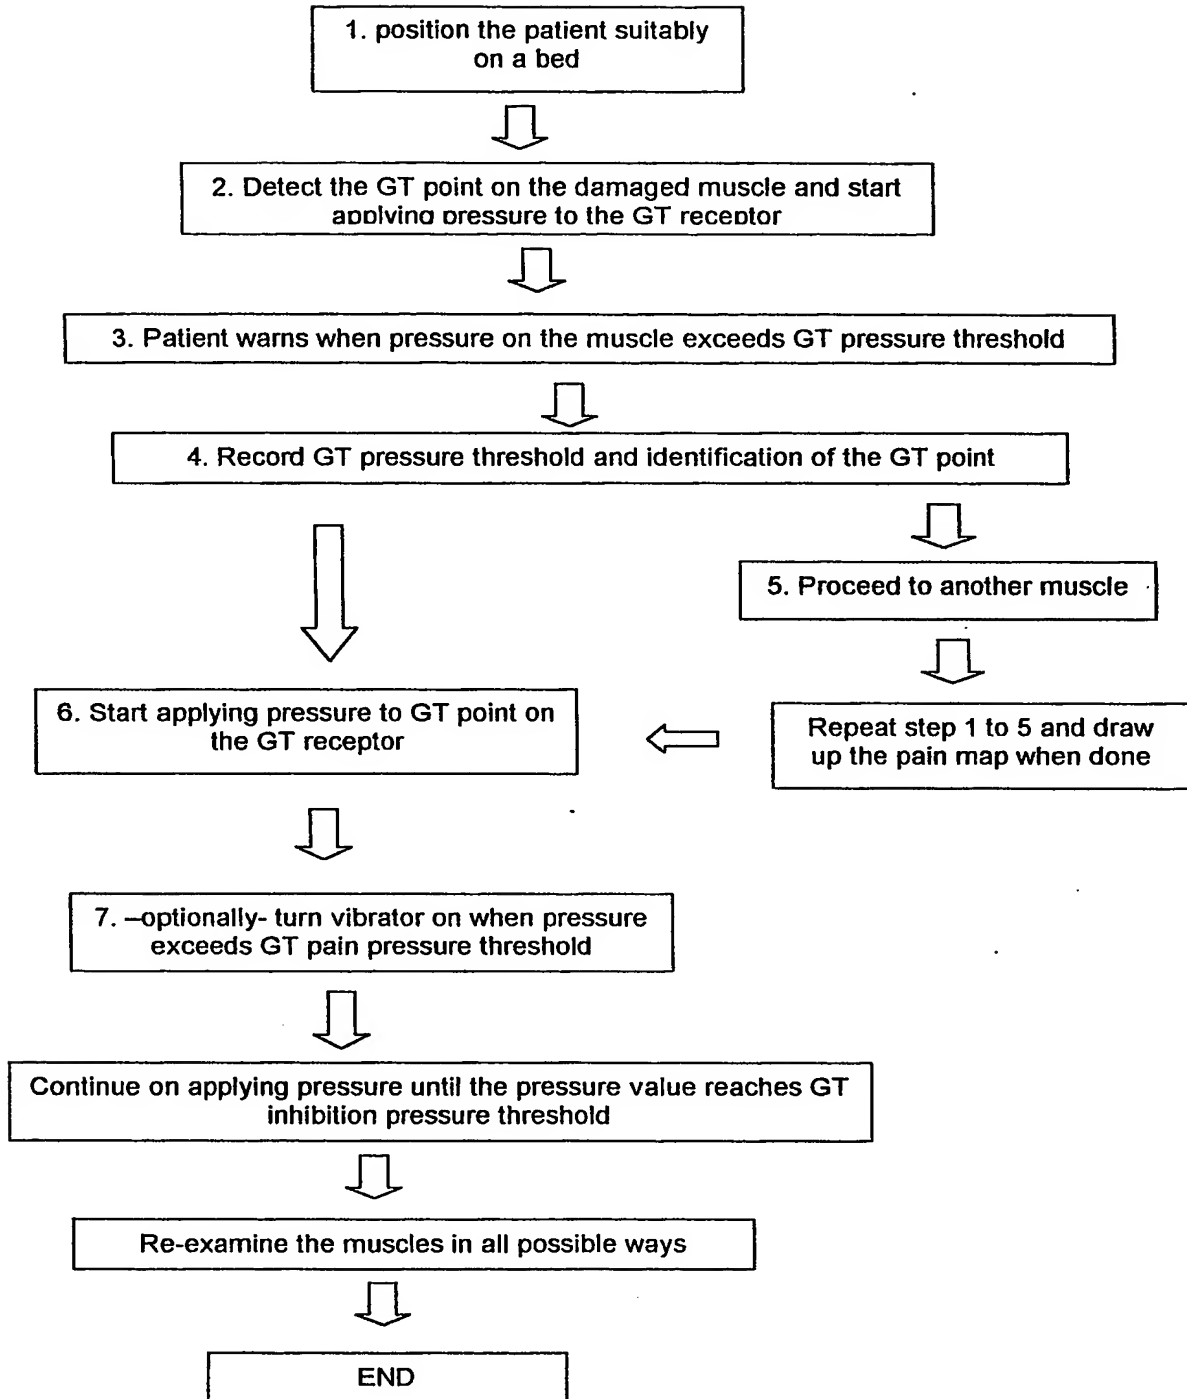 1. position the patient suitably
on a bed
2. Detect the GT point on the damaged muscle and start
applying pressure to the GT receptor
3. Patient warns when pressure on the muscle exceeds GT pressure threshold
4. Record GT pressure threshold and identification of the GT point
5. Proceed to another muscle
Repeat step 1 to 5 and draw
up the pain map when done
6. Start applying pressure to GT point on
the GT receptor
7. –optionally- turn vibrator on when pressure
exceeds GT pain pressure threshold
Continue on applying pressure until the pressure value reaches GT
inhibition pressure threshold
Re-examine the muscles in all possible ways
END